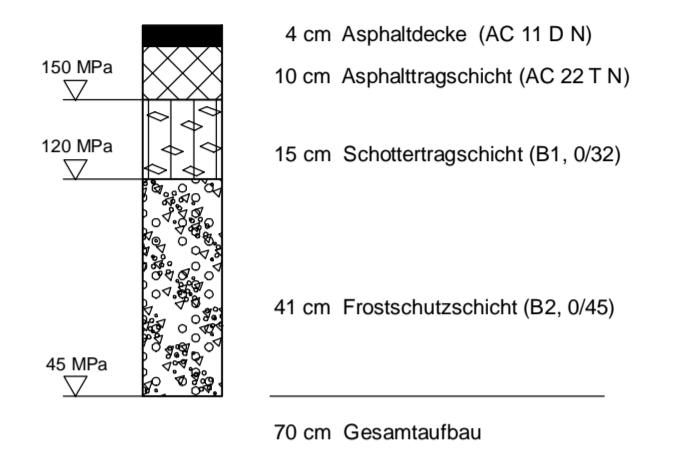 4 cm Asphaltdecke (AC 11 D N)
150 MPa
10 cm Asphalttragschicht (AC 22 T N)
120 MPa
15 cm Schottertragschicht (B1, 0/32)
41 cm Frostschutzschicht (B2, 0/45)
45 MPa
70 cm Gesamtaufbau